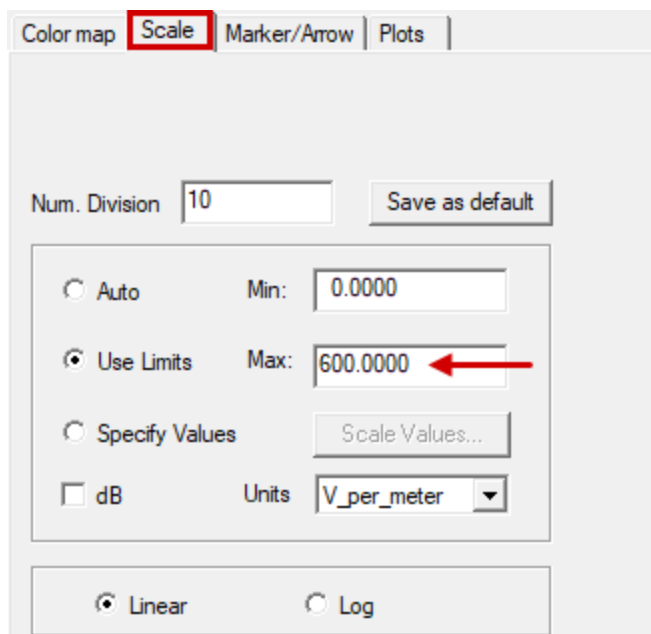 Color map Scale Marker/Arrow Plots
Num. Division 10 Save as default
Auto Min: 0.0000
Use Limits Max: 600.0000
Specify Values Scale Values...
dB Units V_per_meter
Linear Log